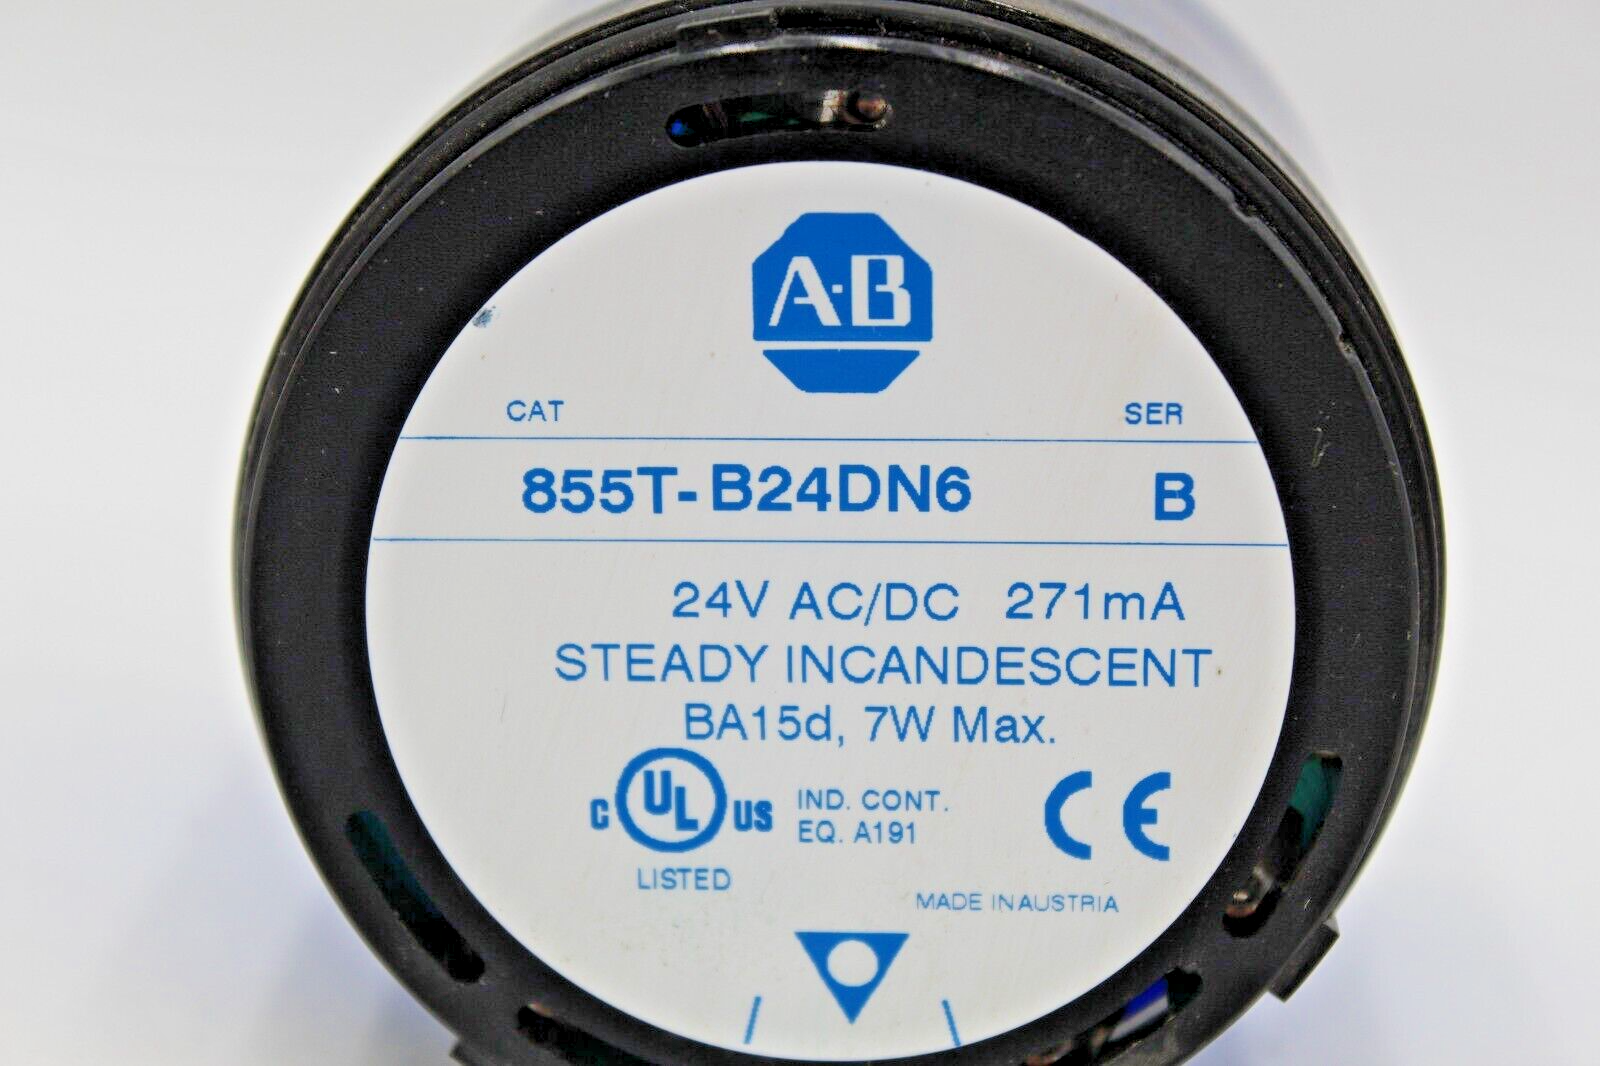 A·B
CAT SER
855T-B24DN6 B
24V AC/DC 271mA
STEADY INCANDESCENT
BA15d, 7W Max.
C UL US IND. CONT. CE
EQ. A191
LISTED
MADE IN AUSTRIA